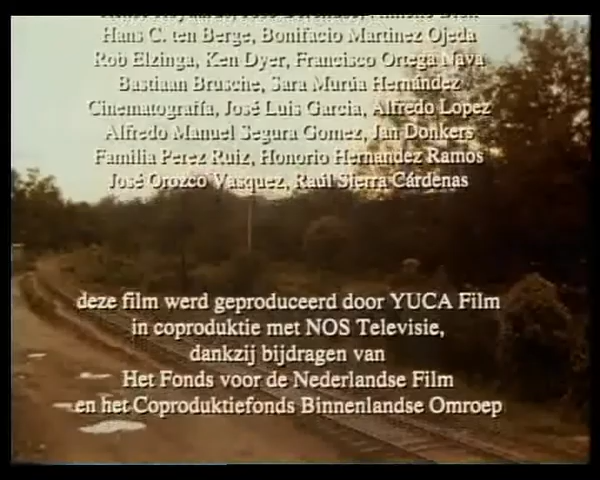 Hans C. ten Berge, Bonifacio Martinez Ojeda
Rob Elzinga, Ken Dyer, Francisco Ortega Nava
Bastiaan Brusche, Sara Murúa Hernández
Cinematografía, José Luis Garcia, Alfredo Lopez
Alfredo Manuel Segura Gomez, Jan Donkers
Familia Perez Ruiz, Honorio Hernandez Ramos
José Orozco Vasquez, Raúl Sierra Cárdenas
deze film werd geproduceerd door YUCA Film
in coproduktie met NOS Televisie,
dankzij bijdragen van
Het Fonds voor de Nederlandse Film
en het Coproduktiefonds Binnenlandse Omroep